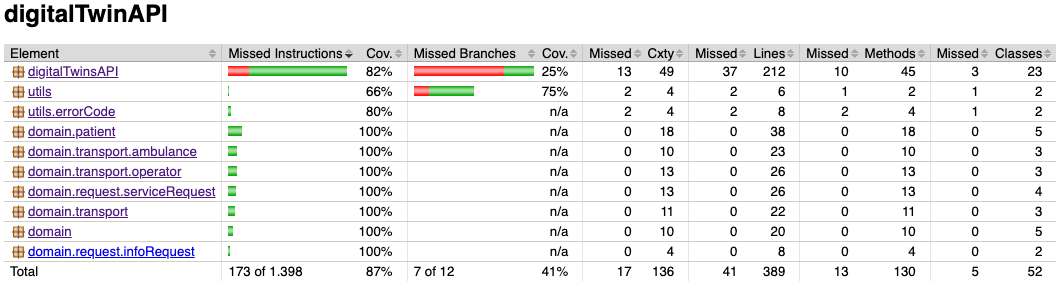 digitalTwinAPI
Element Missed Instructions Cov. Missed Branches Cov. Missed Cxty Missed Lines Missed Methods Missed Classes
digitalTwinsAPI 82% 25% 13 49 37 212 10 45 3 23
utils 66% 75% 2 4 2 6 1 2 1 2
utils.errorCode 80% n/a 2 4 2 8 2 4 1 2
domain.patient 100% n/a 0 18 0 38 0 18 0 5
domain.transport.ambulance 100% n/a 0 10 0 23 0 10 0 3
domain.transport.operator 100% n/a 0 13 0 26 0 13 0 3
domain.request.serviceRequest 100% n/a 0 13 0 26 0 13 0 4
domain.transport 100% n/a 0 11 0 22 0 11 0 3
domain 100% n/a 0 10 0 20 0 10 0 5
domain.request.infoRequest 100% n/a 0 4 0 8 0 4 0 2
Total 173 of 1.398 87% 7 of 12 41% 17 136 41 389 13 130 5 52